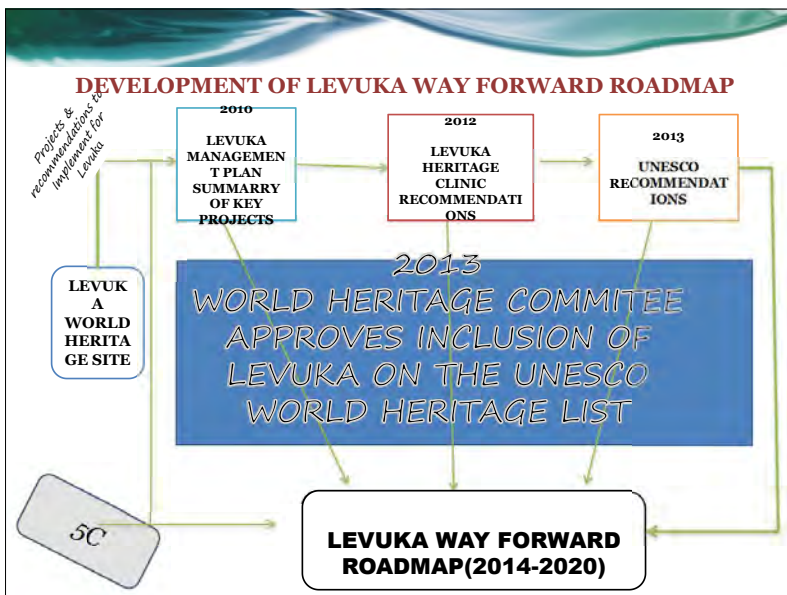 DEVELOPMENT OF LEVUKA WAY FORWARD ROADMAP
Projects &
recommendations to
Implement for
Levuka
2010
LEVUKA
MANAGEMEN
T PLAN
SUMMARRY
OF KEY
PROJECTS
2012
LEVUKA
HERITAGE
CLINIC
RECOMMENDATI
ONS
2013
UNESCO
RECOMMENDAT
IONS
LEVUK
A
WORLD
HERITA
GE SITE
2013
WORLD HERITAGE COMMITEE
APPROVES INCLUSION OF
LEVUKA ON THE UNESCO
WORLD HERITAGE LIST
5C
LEVUKA WAY FORWARD
ROADMAP(2014-2020)